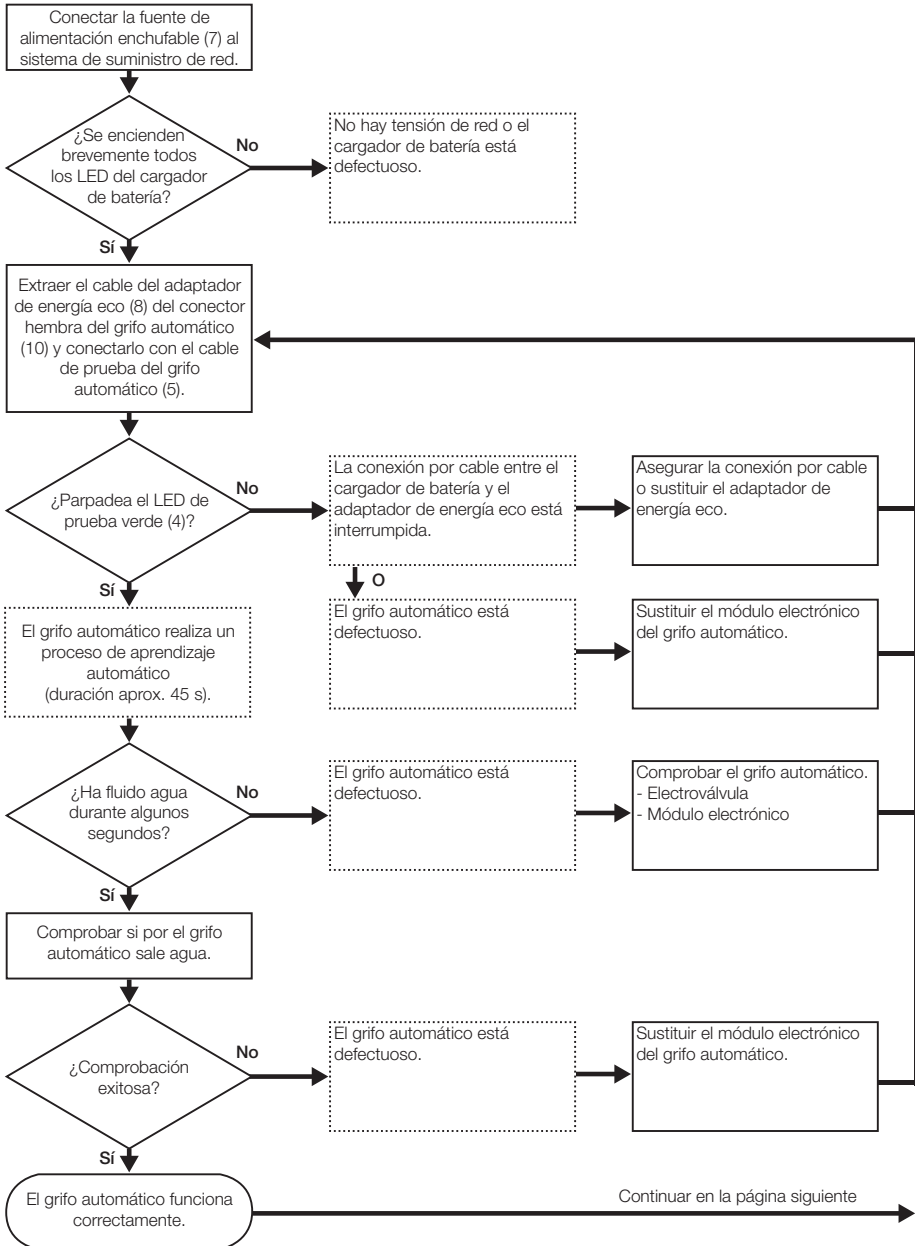 Conectar la fuente de
alimentación enchufable (7) al
sistema de suministro de red.
¿Se encienden
brevemente todos
los LED del cargador
de batería?
No
No hay tensión de red o el
cargador de batería está
defectuoso.
Sí
Extraer el cable del adaptador
de energía eco (8) del conector
hembra del grifo automático
(10) y conectarlo con el cable
de prueba del grifo
automático (5).
¿Parpadea el LED de
prueba verde (4)?
No
La conexión por cable entre el
cargador de batería y el
adaptador de energía eco está
interrumpida.
Asegurar la conexión por cable
o sustituir el adaptador de
energía eco.
Sí
O
El grifo automático realiza un
proceso de aprendizaje
automático
(duración aprox. 45 s).
El grifo automático está
defectuoso.
Sustituir el módulo electrónico
del grifo automático.
¿Ha fluido agua
durante algunos
segundos?
No
El grifo automático está
defectuoso.
Comprobar el grifo automático.
- Electroválvula
- Módulo electrónico
Sí
Comprobar si por el grifo
automático sale agua.
¿Comprobación
exitosa?
No
El grifo automático está
defectuoso.
Sustituir el módulo electrónico
del grifo automático.
Sí
El grifo automático funciona
correctamente.
Continuar en la página siguiente